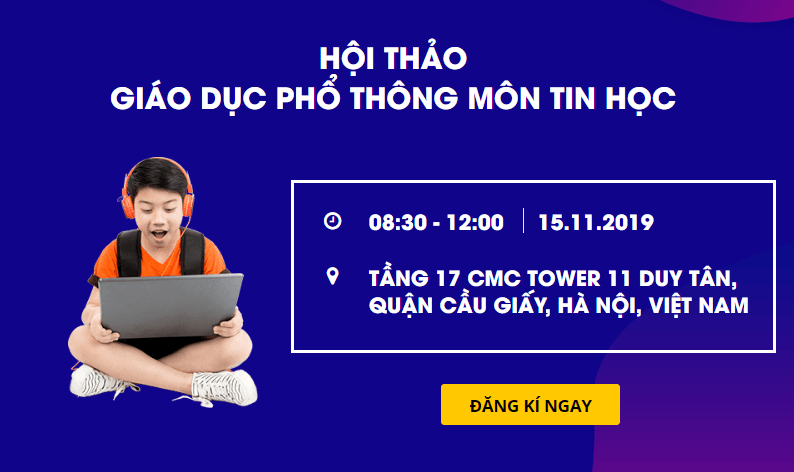 HỘI THẢO
GIÁO DỤC PHỔ THÔNG MÔN TIN HỌC
08:30 - 12:00 | 15.11.2019
TẦNG 17 CMC TOWER 11 DUY TÂN,
QUẬN CẦU GIẤY, HÀ NỘI, VIỆT NAM
ĐĂNG KÍ NGAY